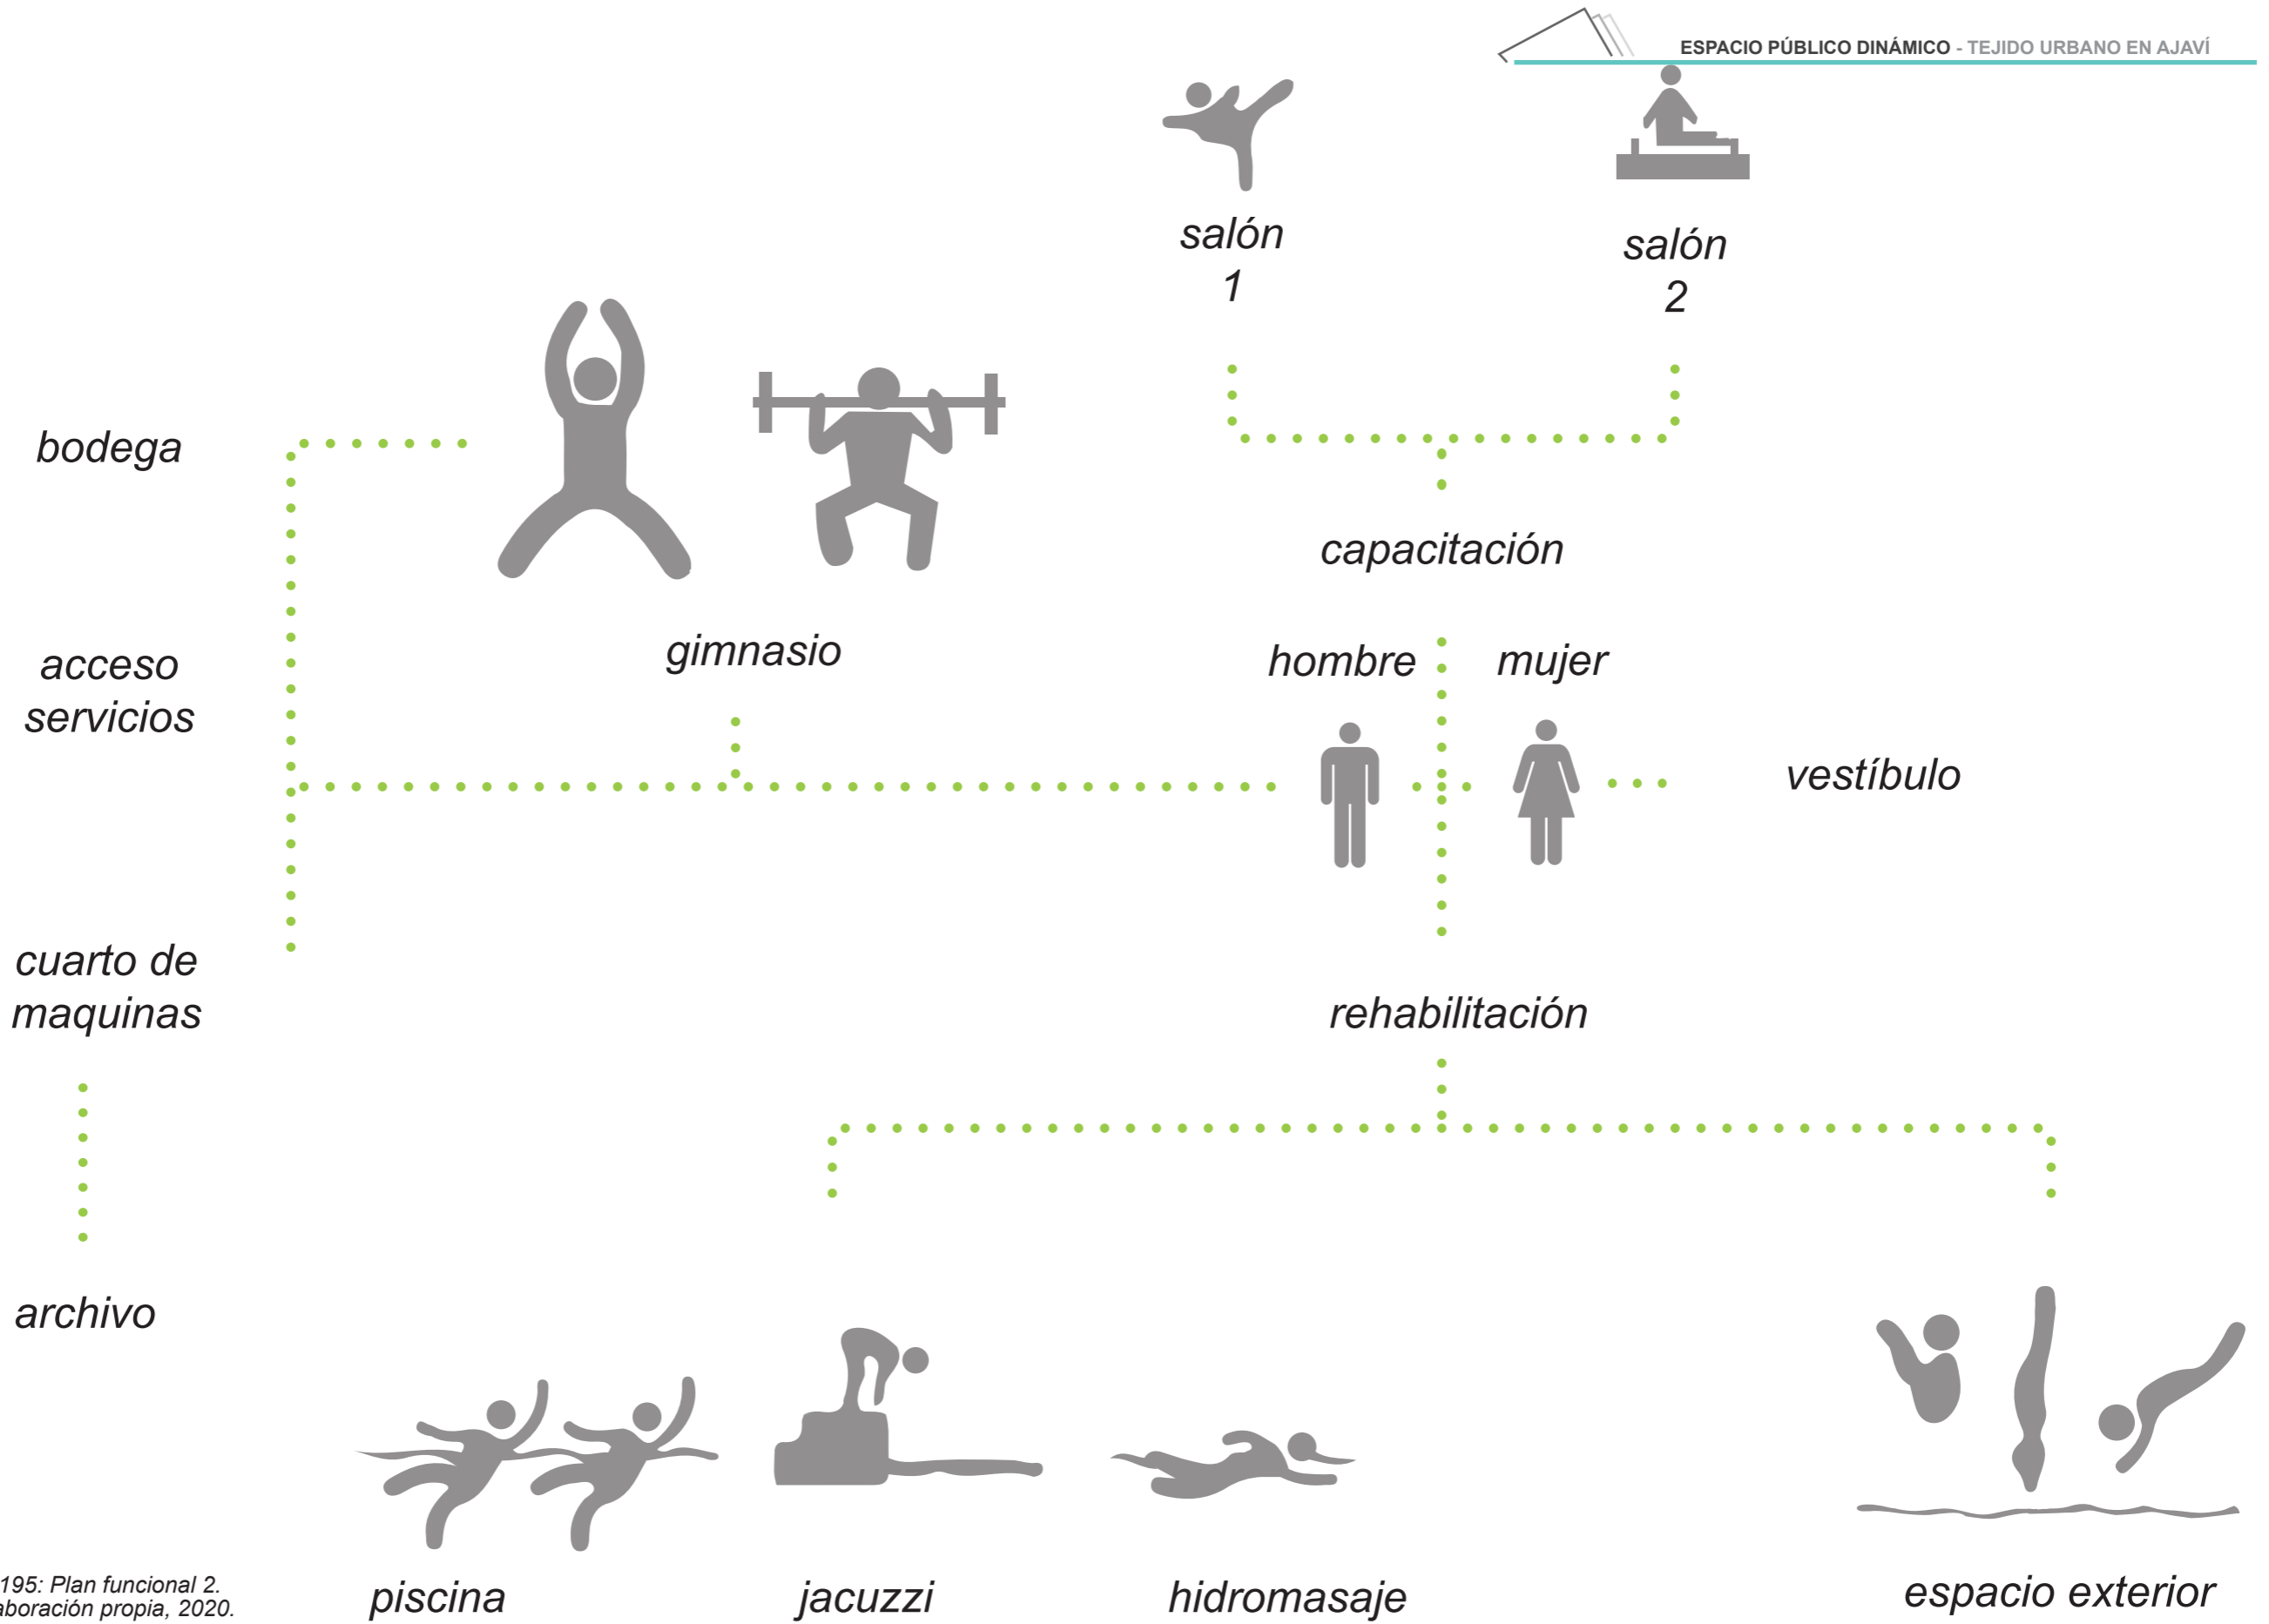 ESPACIO PÚBLICO DINÁMICO - TEJIDO URBANO EN AJAVÍ
salón
1
salón
2
bodega
capacitación
gimnasio
hombre
mujer
acceso
servicios
vestíbulo
cuarto de
maquinas
rehabilitación
archivo
195: Plan funcional 2.
propia, 2020.
piscina
jacuzzi
hidromasaje
espacio exterior